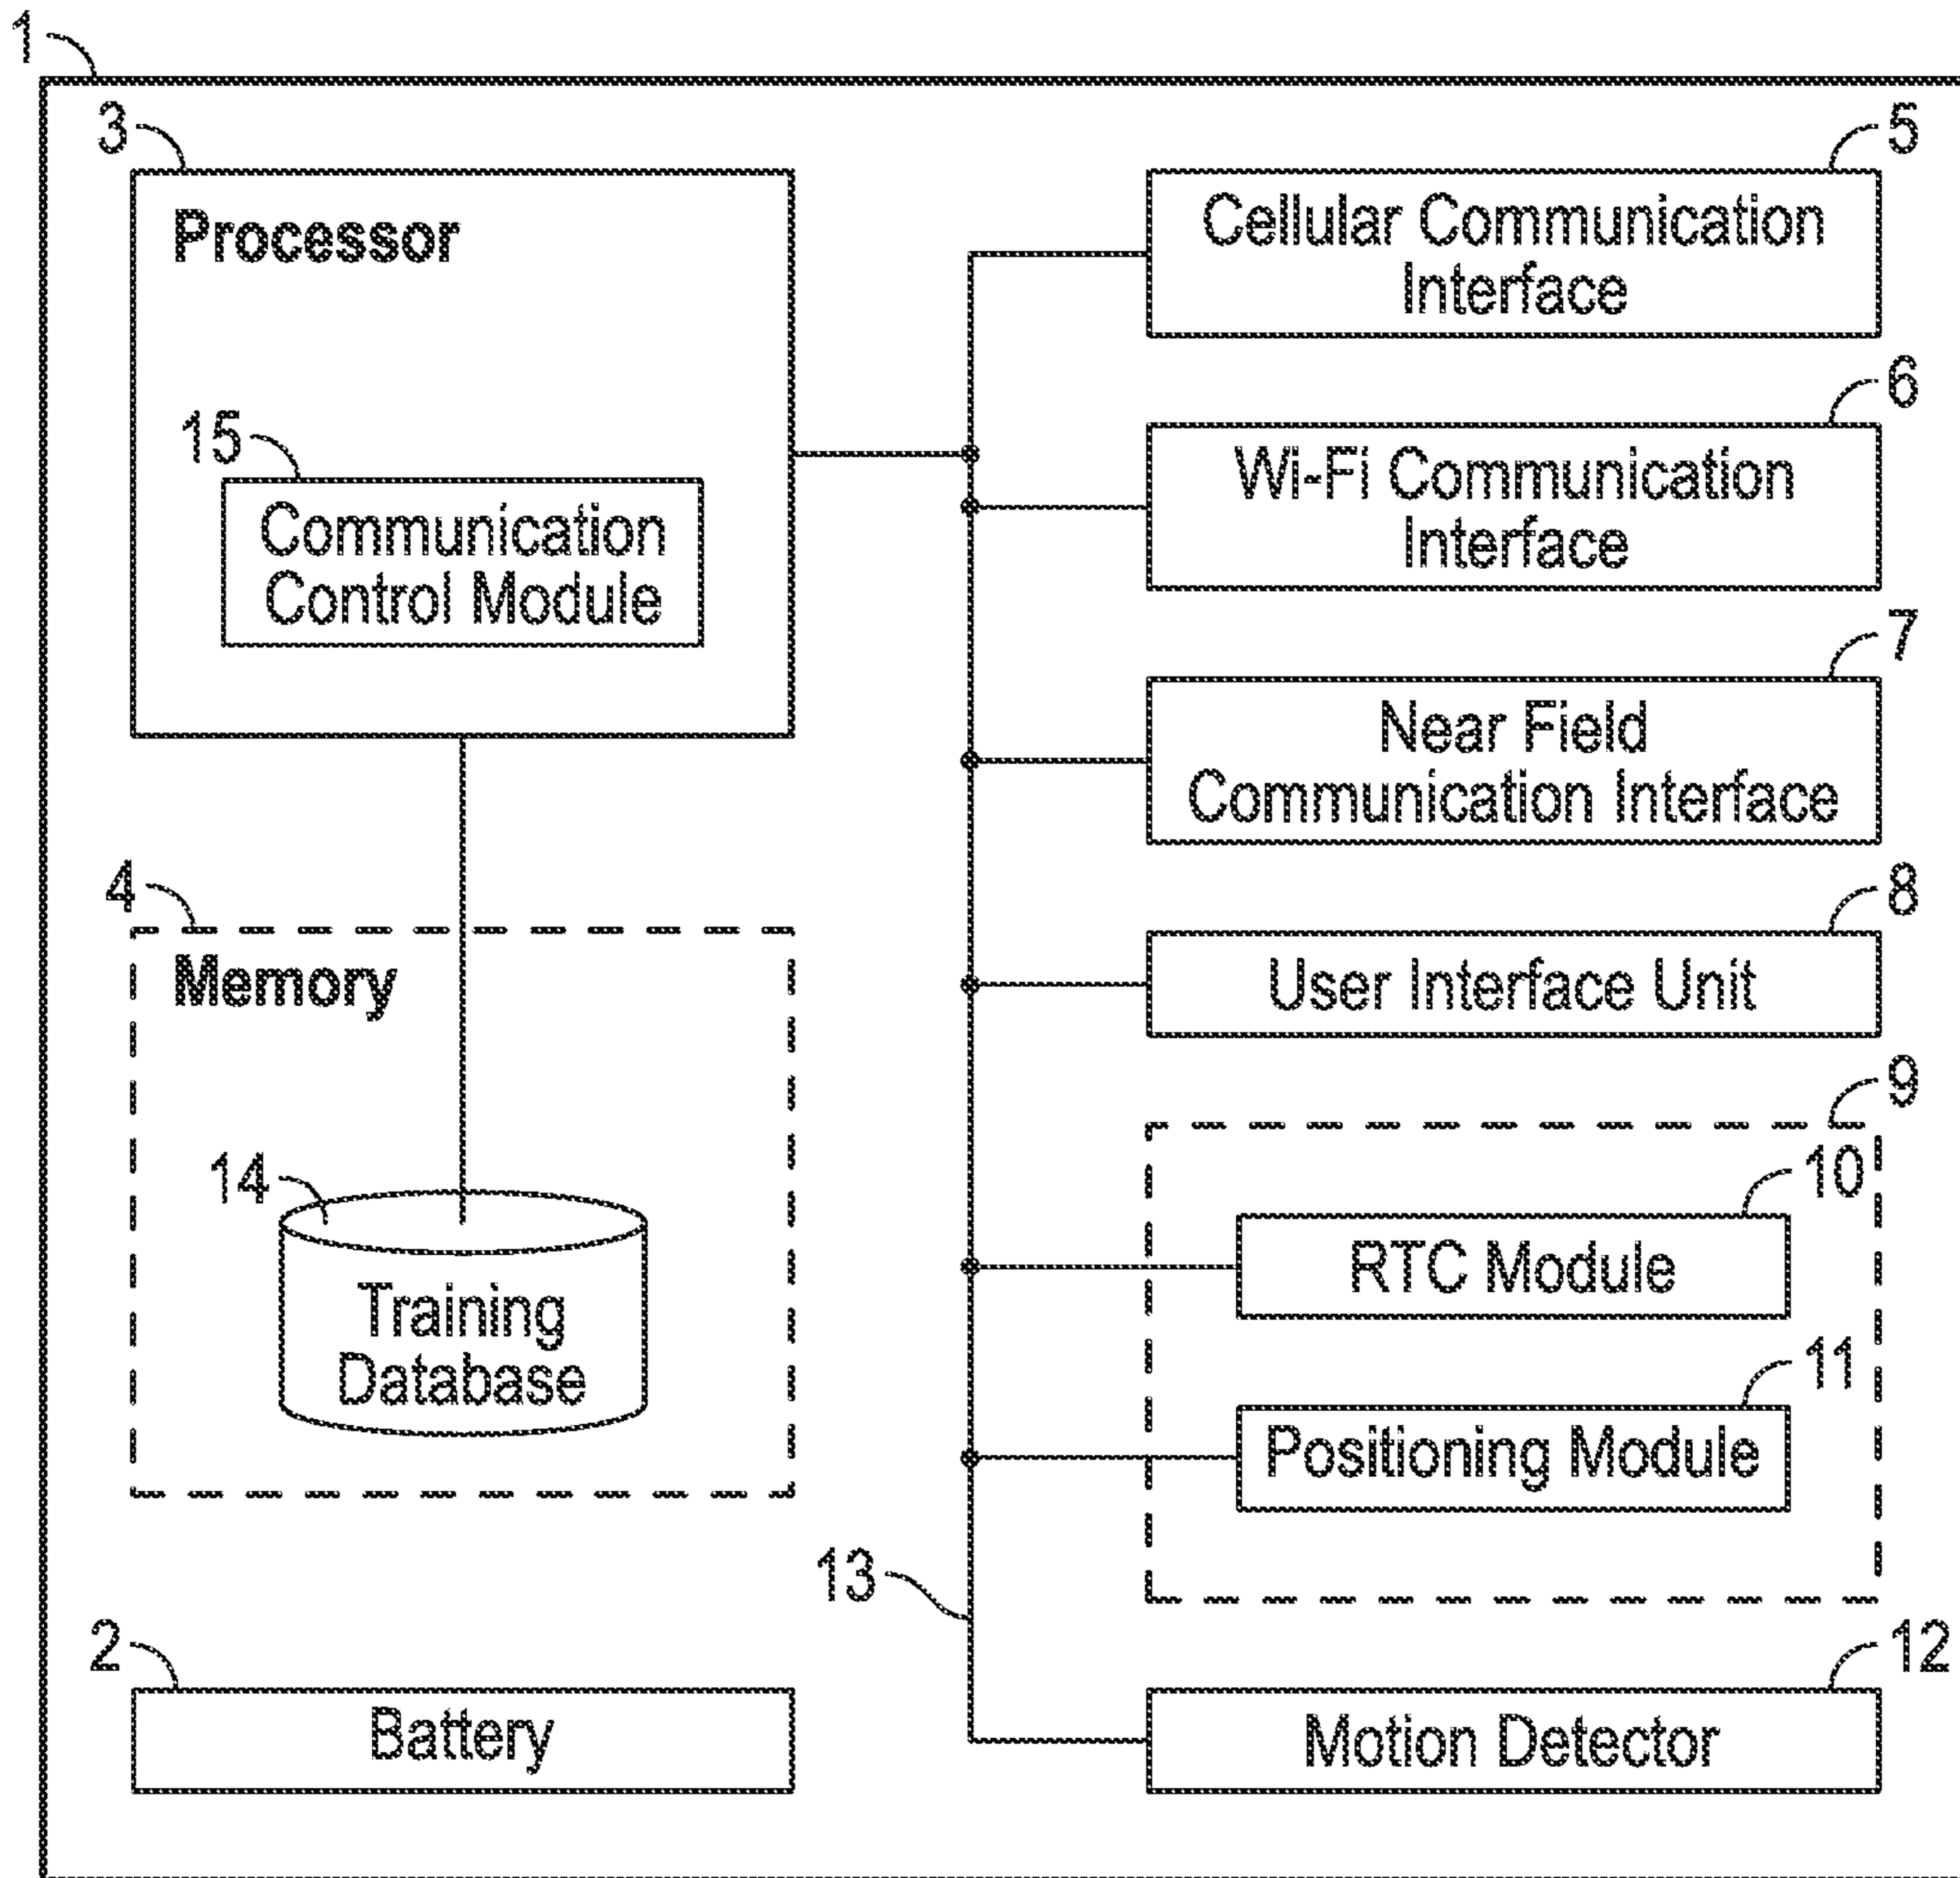 1
3
Processor
15
Communication
Control Module
4
Memory
14
Training
Database
2
Battery
5
Cellular Communication
Interface
6
Wi-Fi Communication
Interface
7
Near Field
Communication Interface
8
User Interface Unit
9
10
RTC Module
11
Positioning Module
13
12
Motion Detector